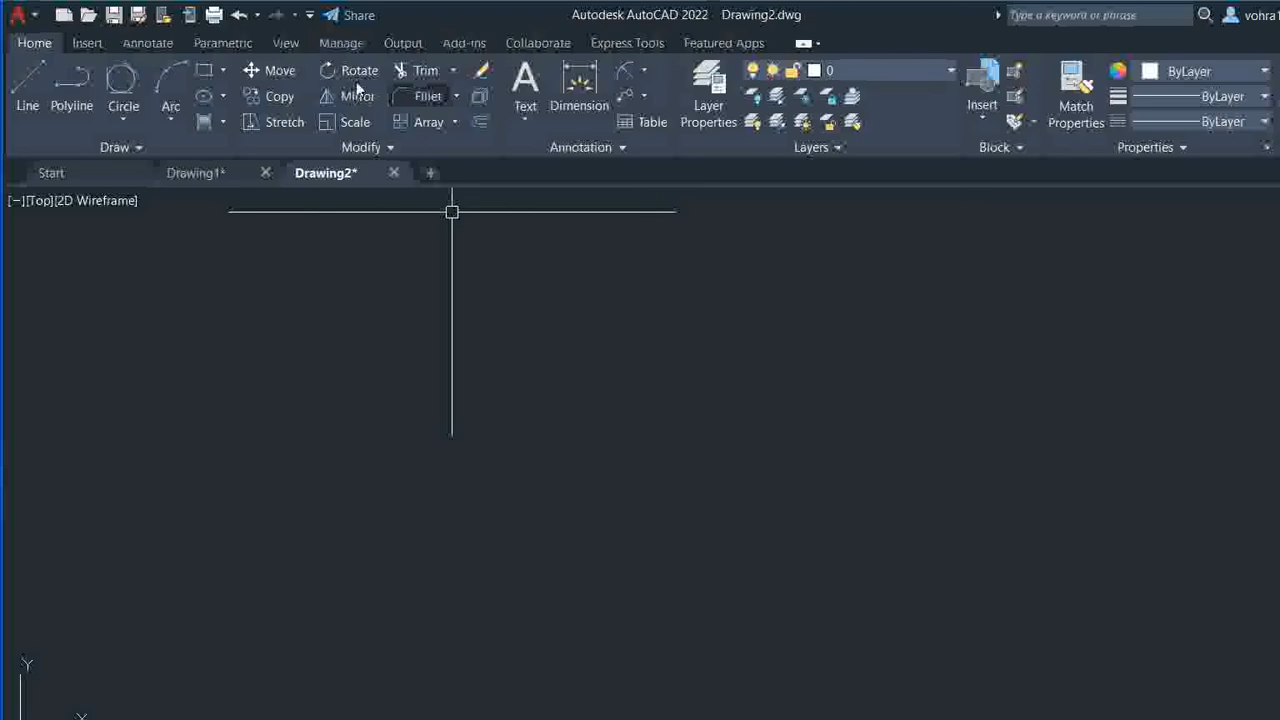 Share Autodesk AutoCAD 2022 Drawing2.dwg Type a keyword or phrase vohra
Home Insert Annotate Parametric View Manage Output Add-ins Collaborate Express Tools Featured Apps
Move Rotate Trim 0 ByLayer
Line Polyline Circle Arc Copy Mirror Fillet Text Dimension Layer Properties Insert Match Properties ByLayer
Stretch Scale Array Table ByLayer
Draw Modify Annotation Layers Block Properties
Start Drawing1* Drawing2*
[−][Top][2D Wireframe]
Y
X